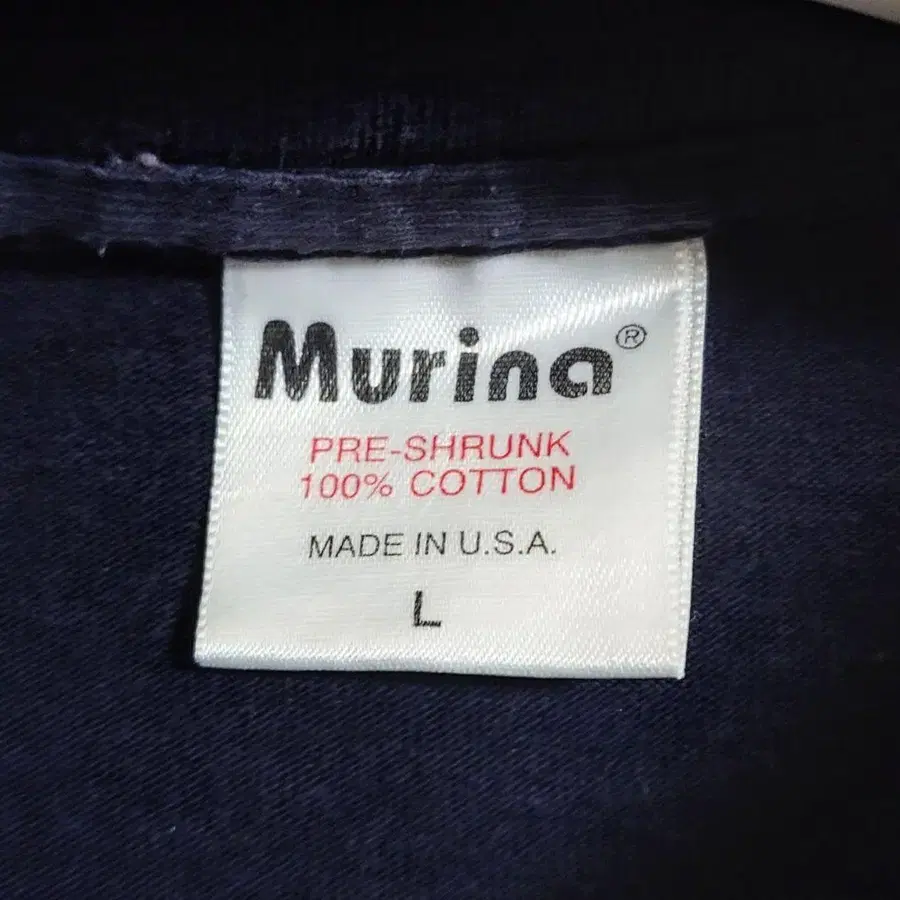 Murina®
PRE-SHRUNK
100% COTTON
MADE IN U.S.A.
L